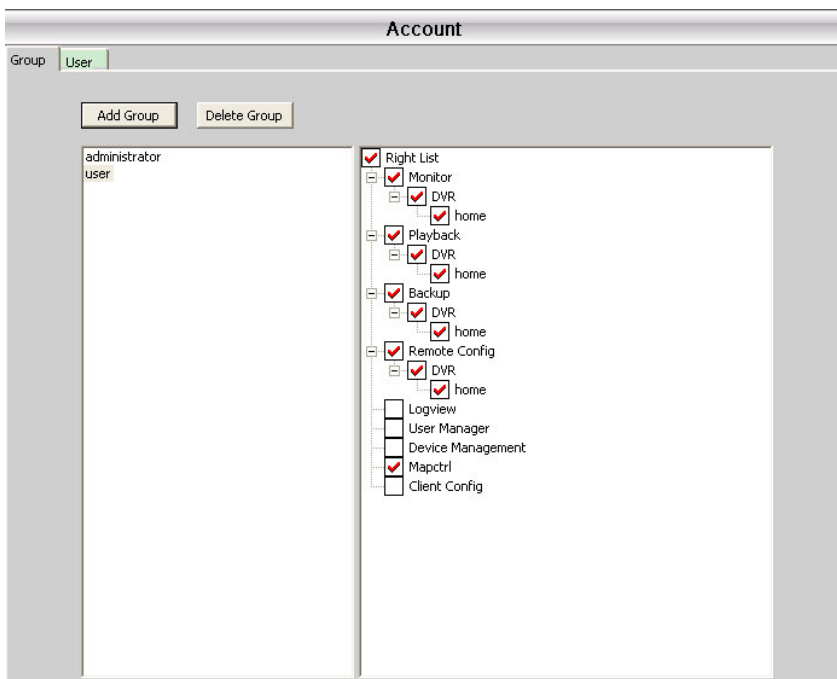 Account
Group User
Add Group Delete Group
administrator
user
Right List
Monitor
DVR
home
Playback
DVR
home
Backup
DVR
home
Remote Config
DVR
home
Logview
User Manager
Device Management
Mapctrl
Client Config